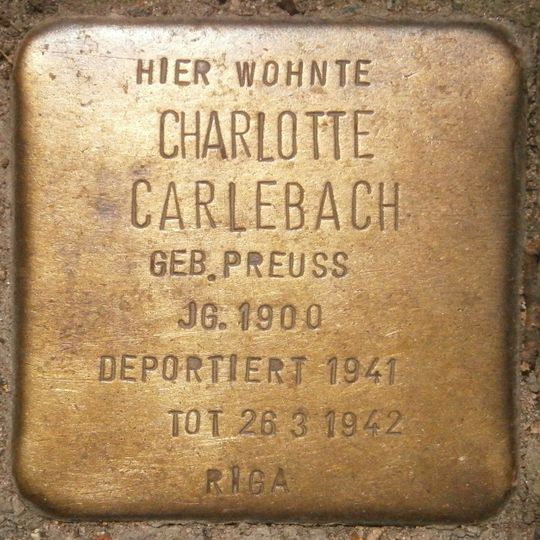 HIER WOHNTE
CHARLOTTE
CARLEBACH
GEB. PREUSS
JG. 1900
DEPORTIERT 1941
TOT 26 3 1942
RIGA